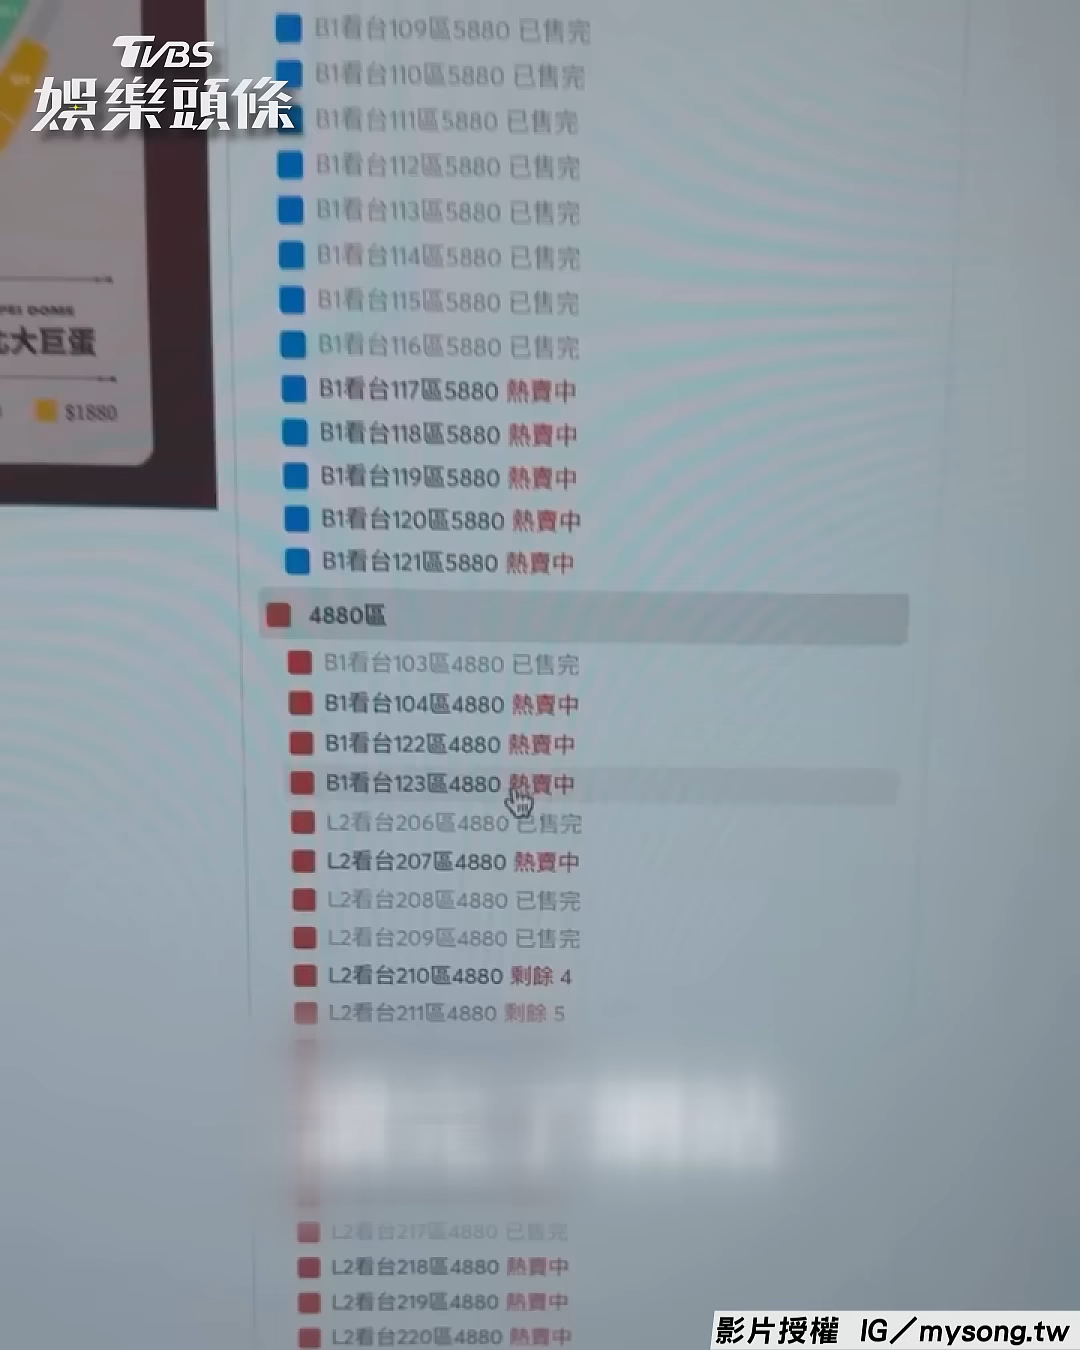 TVBS
娛樂頭條
B1看台109區5880 已售完
B1看台110區5880 已售完
B1看台111區5880 已售完
B1看台112區5880 已售完
B1看台113區5880 已售完
B1看台114區5880 已售完
B1看台115區5880 已售完
B1看台116區5880 已售完
B1看台117區5880 熱賣中
B1看台118區5880 熱賣中
B1看台119區5880 熱賣中
B1看台120區5880 熱賣中
B1看台121區5880 熱賣中
4880區
B1看台103區4880 已售完
B1看台104區4880 熱賣中
B1看台122區4880 熱賣中
B1看台123區4880 熱賣中
L2看台206區4880 已售完
L2看台207區4880 熱賣中
L2看台208區4880 已售完
L2看台209區4880 已售完
L2看台210區4880 剩餘 4
L2看台211區4880 剩餘 5
L2看台217區4880 已售完
L2看台218區4880 熱賣中
L2看台219區4880 熱賣中
L2看台220區4880 熱賣中
DOME
大巨蛋
$1880
影片授權 IG／mysong.tw